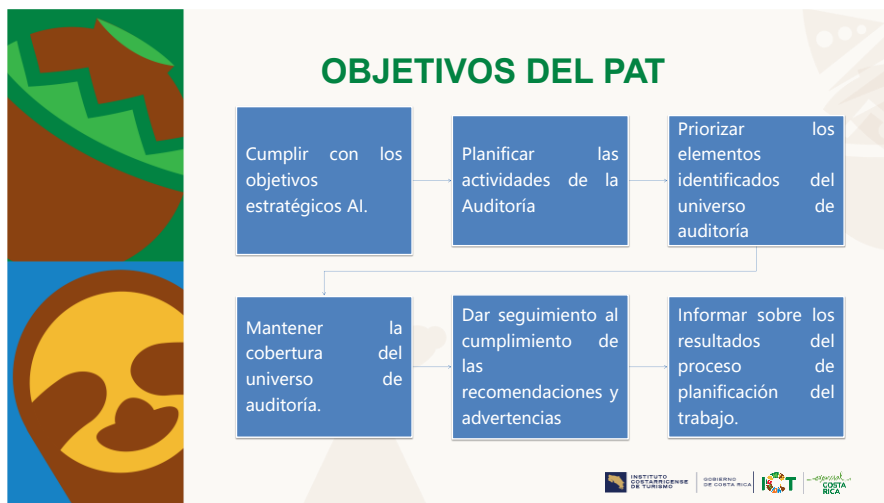 OBJETIVOS DEL PAT
Cumplir con los
objetivos
estratégicos AI.
Planificar las
actividades de la
Auditoría
Priorizar los
elementos
identificados del
universo de
auditoría
Mantener la
cobertura del
universo de
auditoría.
Dar seguimiento al
cumplimiento de
las
recomendaciones y
advertencias
Informar sobre los
resultados del
proceso de
planificación del
trabajo.
INSTITUTO
COSTARRICENSE
DE TURISMO
GOBIERNO
DE COSTA RICA
ICT
esencial
COSTA
RICA